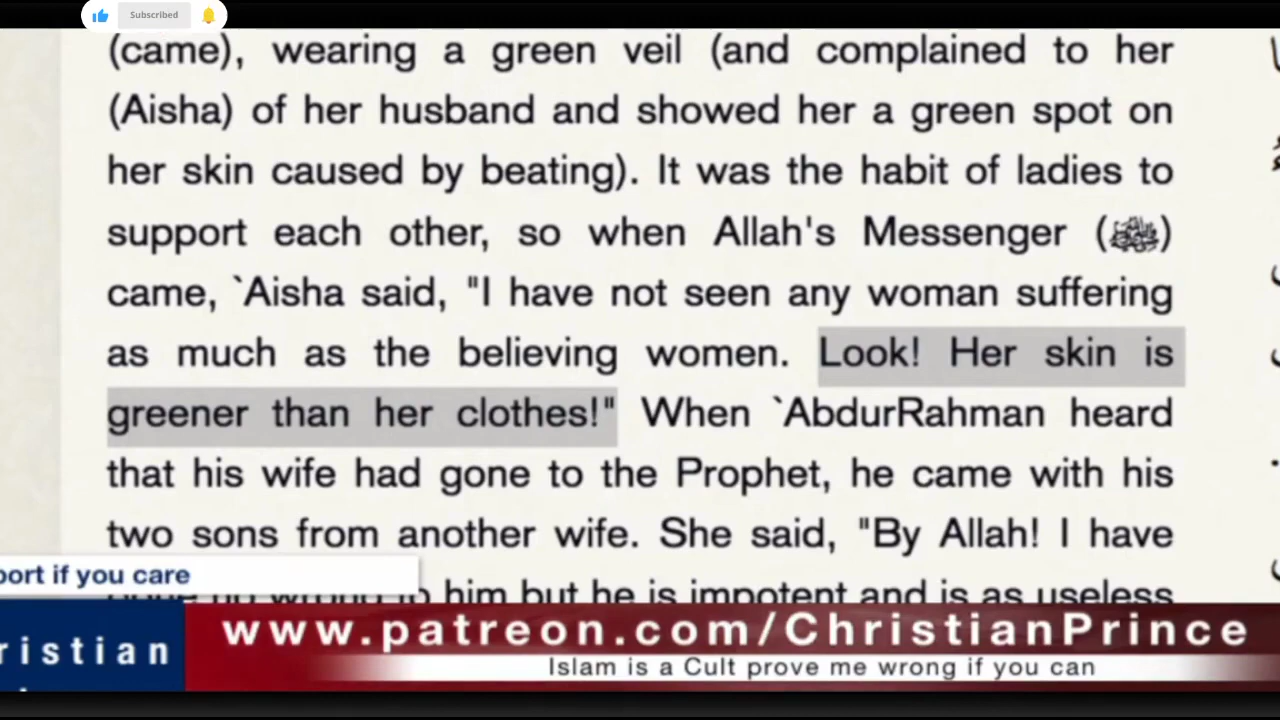 Subscribed
(came), wearing a green veil (and complained to her
(Aisha) of her husband and showed her a green spot on
her skin caused by beating). It was the habit of ladies to
support each other, so when Allah's Messenger (ﷺ)
came, `Aisha said, "I have not seen any woman suffering
as much as the believing women. Look! Her skin is
greener than her clothes!" When `AbdurRahman heard
that his wife had gone to the Prophet, he came with his
two sons from another wife. She said, "By Allah! I have
him but he is impotent and is as useless
port if you care
ristian
www.patreon.com/ChristianPrince
Islam is a Cult prove me wrong if you can